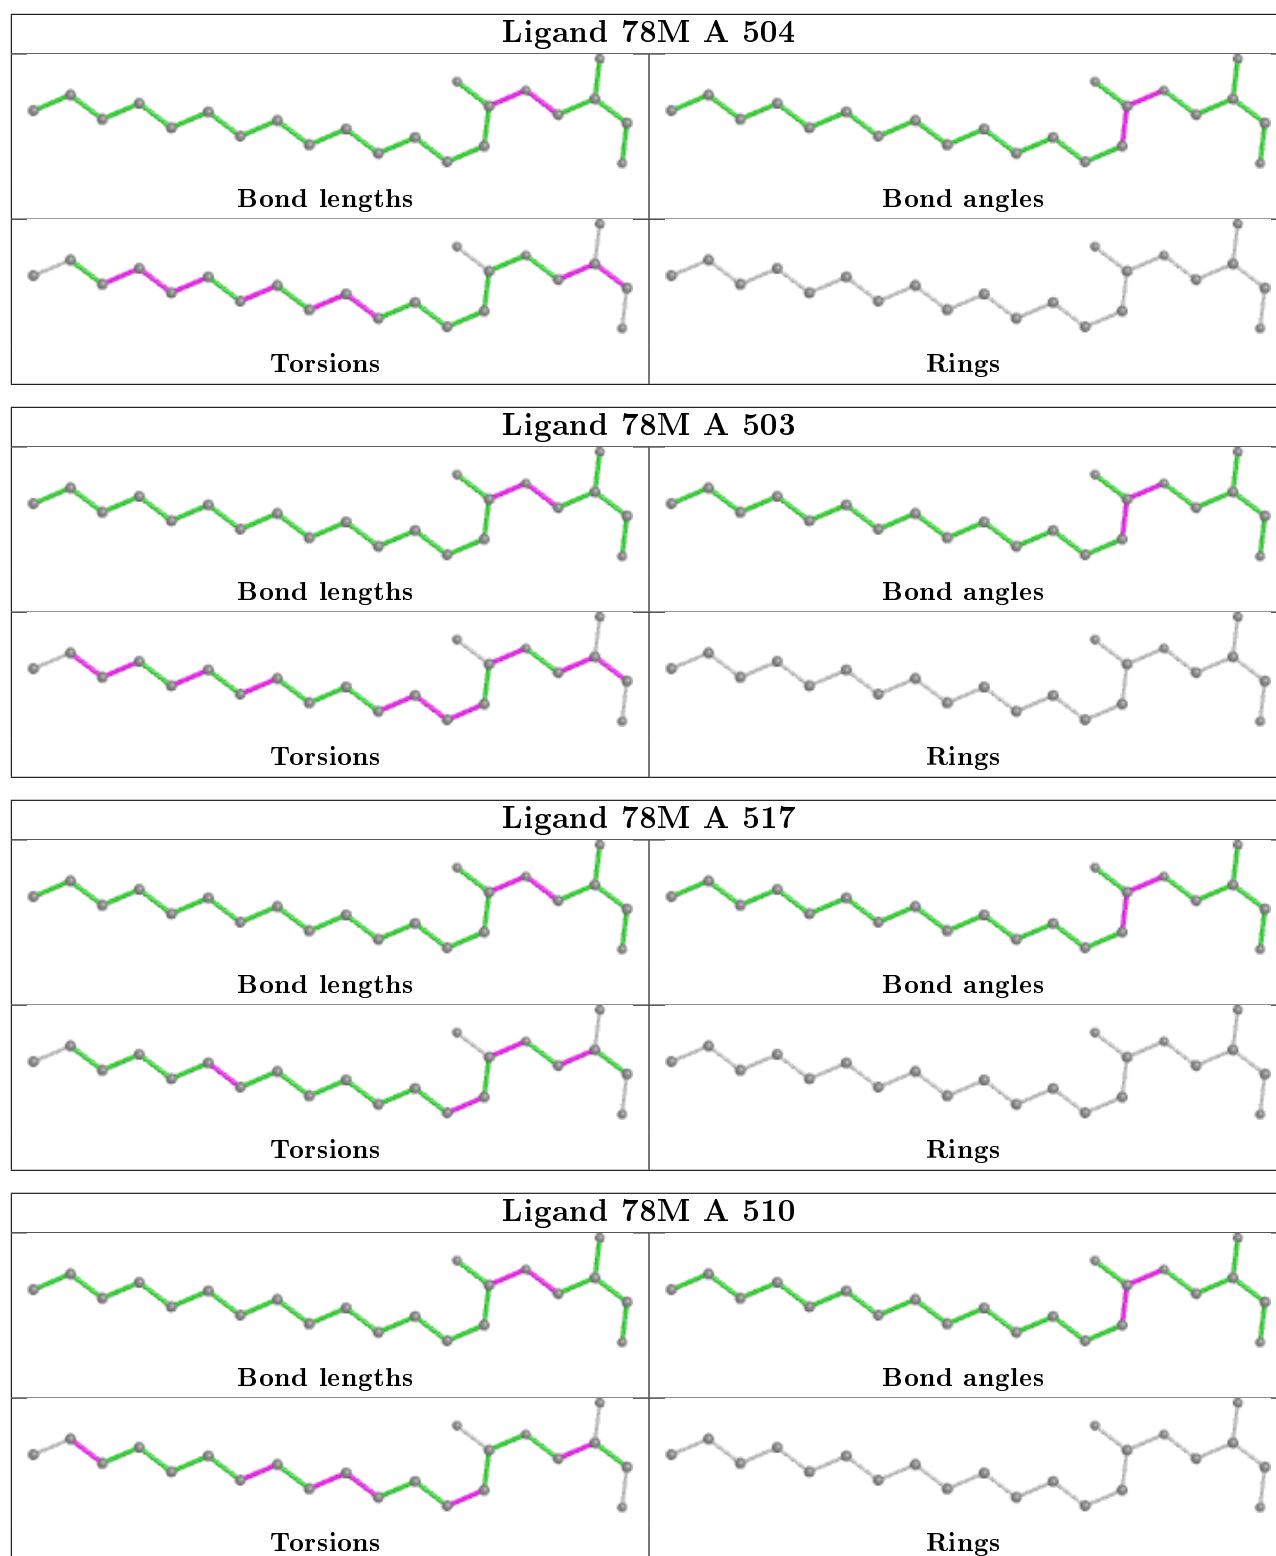 Ligand 78M A 504
Bond lengths
Bond angles
Torsions
Rings
Ligand 78M A 503
Bond lengths
Bond angles
Torsions
Rings
Ligand 78M A 517
Bond lengths
Bond angles
Torsions
Rings
Ligand 78M A 510
Bond lengths
Bond angles
Torsions
Rings